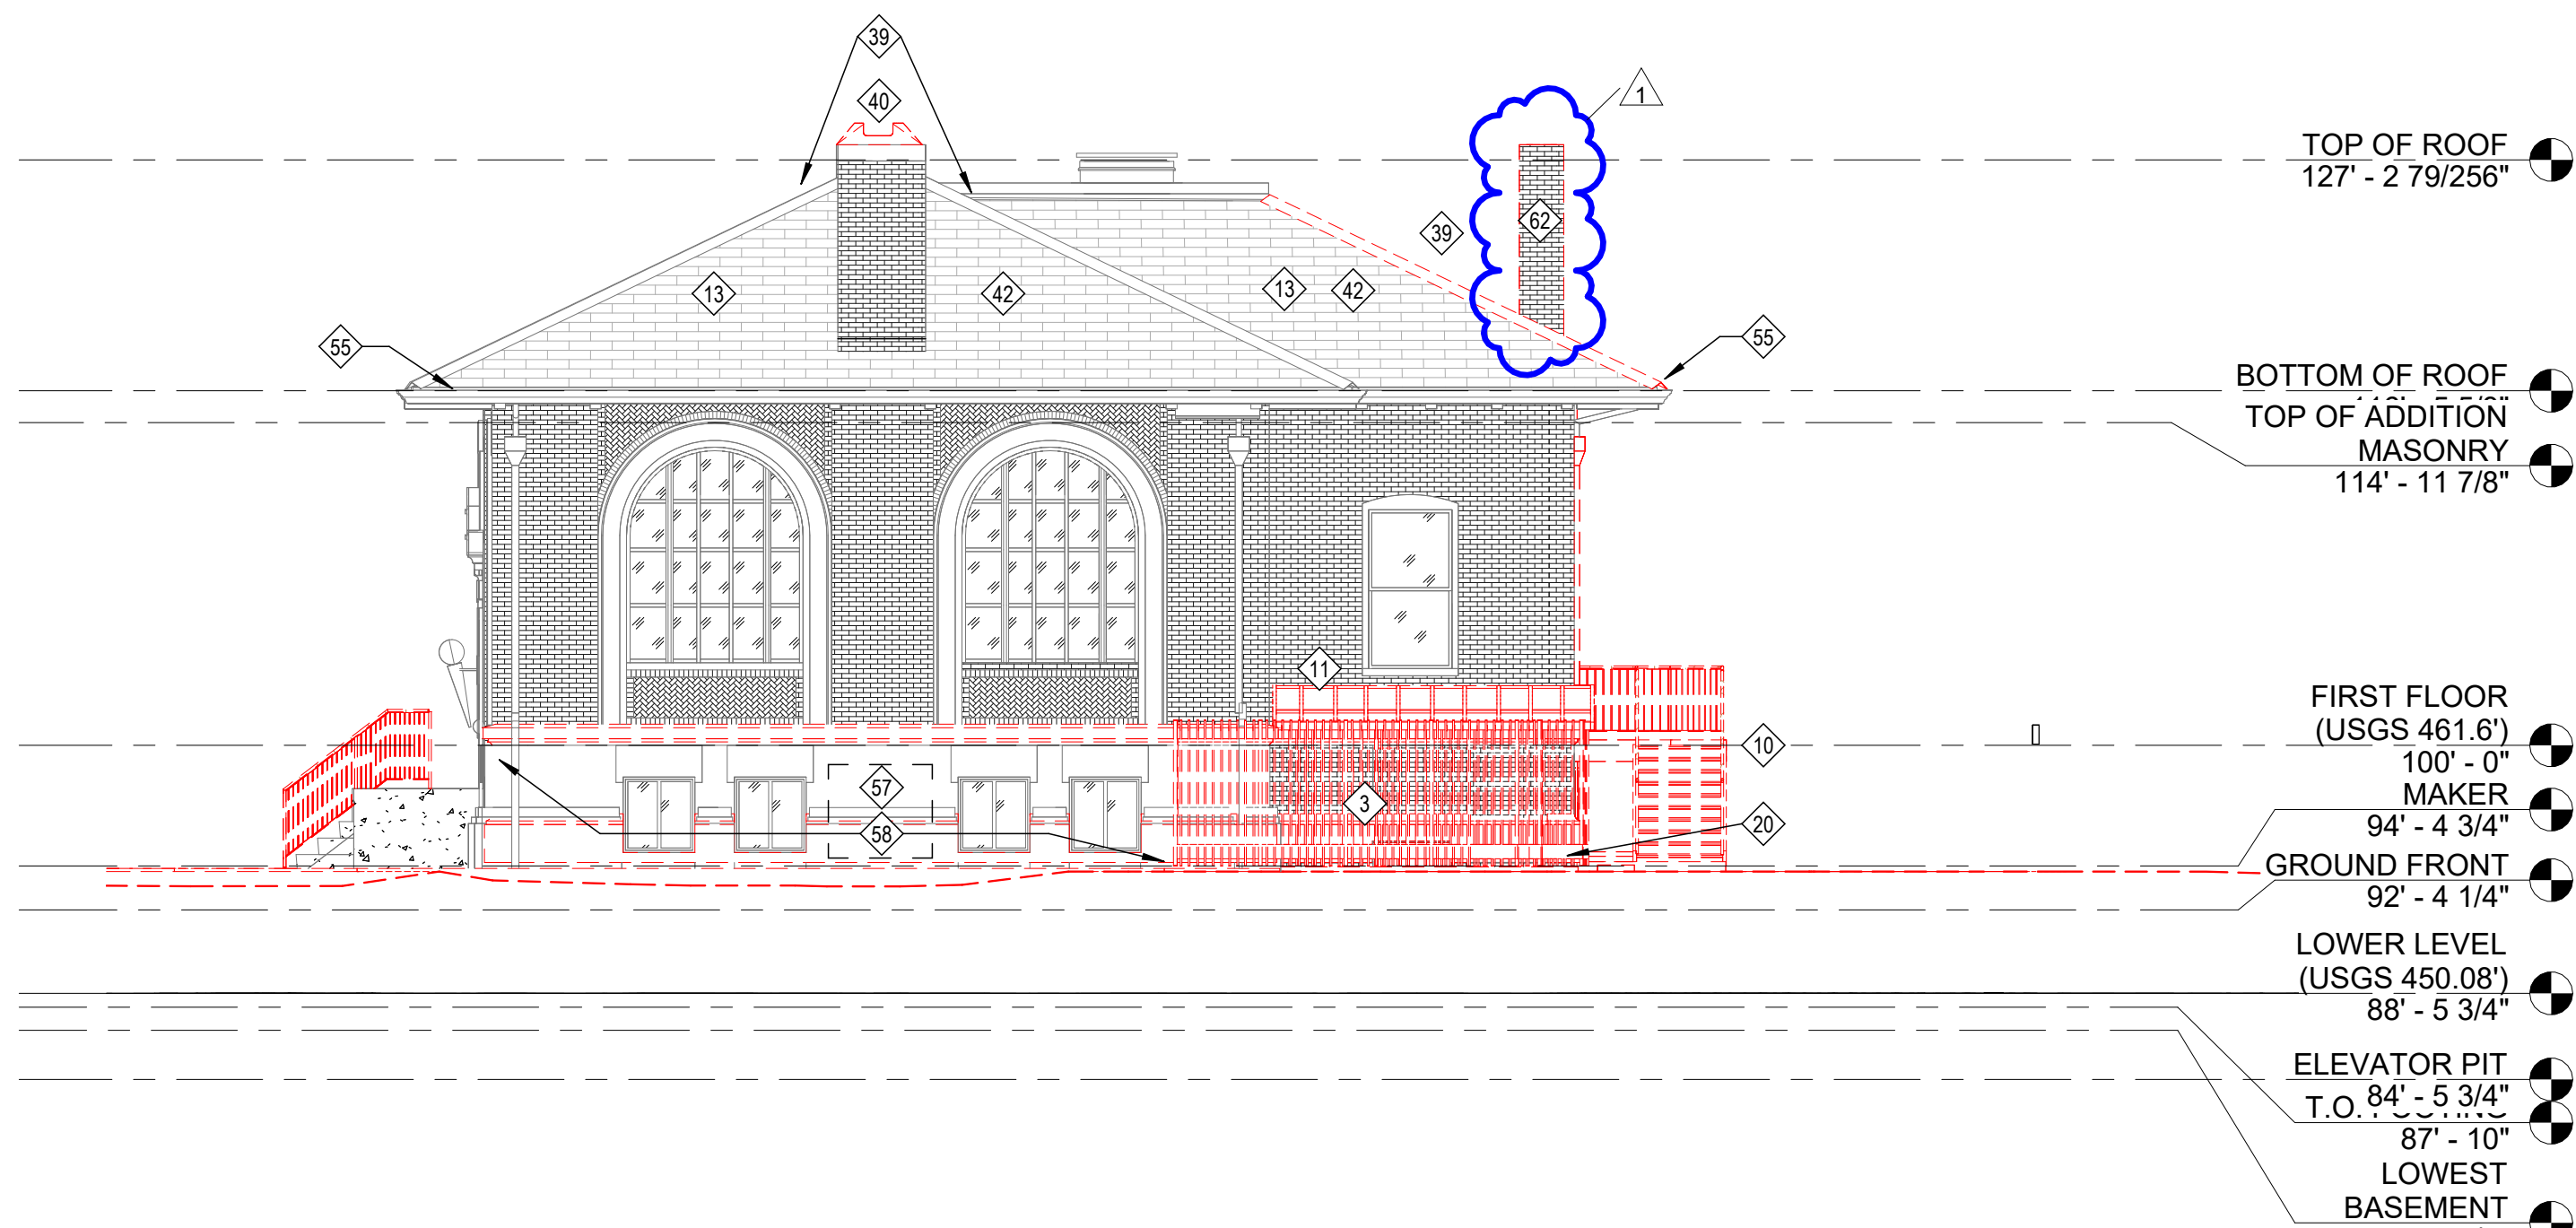 39
40
1
TOP OF ROOF
127' - 2 79/256"
62
39
13
42
13
42
55
55
BOTTOM OF ROOF
TOP OF ADDITION
MASONRY
114' - 11 7/8"
11
FIRST FLOOR
(USGS 461.6')
100' - 0"
10
57
3
58
20
MAKER
94' - 4 3/4"
GROUND FRONT
92' - 4 1/4"
LOWER LEVEL
(USGS 450.08')
88' - 5 3/4"
ELEVATOR PIT
84' - 5 3/4"
T.O.
87' - 10"
LOWEST
BASEMENT